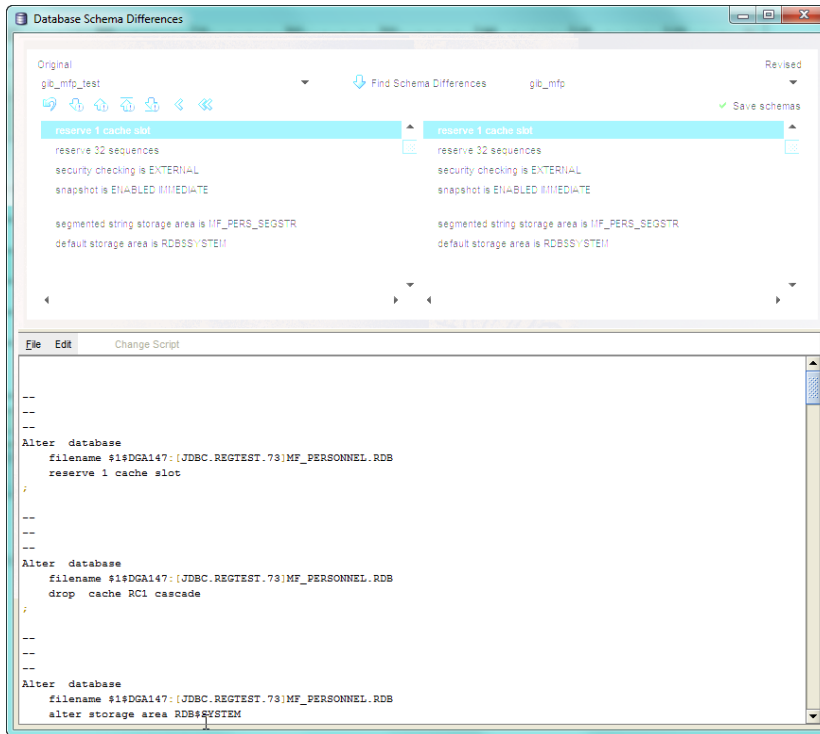 Database Schema Differences
Original
Revised
gib_mfp_test
Find Schema Differences
gib_mfp
Save schemas
reserve 1 cache slot
reserve 32 sequences
security checking is EXTERNAL
snapshot is ENABLED IMMEDIATE
segmented string storage area is MF_PERS_SEGSTR
default storage area is RDB$SYSTEM
reserve 1 cache slot
reserve 32 sequences
security checking is EXTERNAL
snapshot is ENABLED IMMEDIATE
segmented string storage area is MF_PERS_SEGSTR
default storage area is RDB$SYSTEM
File Edit Change Script
--
--
--
Alter  database
    filename $1$DGA147:[JDBC.REGTEST.73]MF_PERSONNEL.RDB
    reserve 1 cache slot
;
--
--
--
Alter  database
    filename $1$DGA147:[JDBC.REGTEST.73]MF_PERSONNEL.RDB
    drop  cache RC1 cascade
;
--
--
--
Alter  database
    filename $1$DGA147:[JDBC.REGTEST.73]MF_PERSONNEL.RDB
    alter storage area RDB$SYSTEM